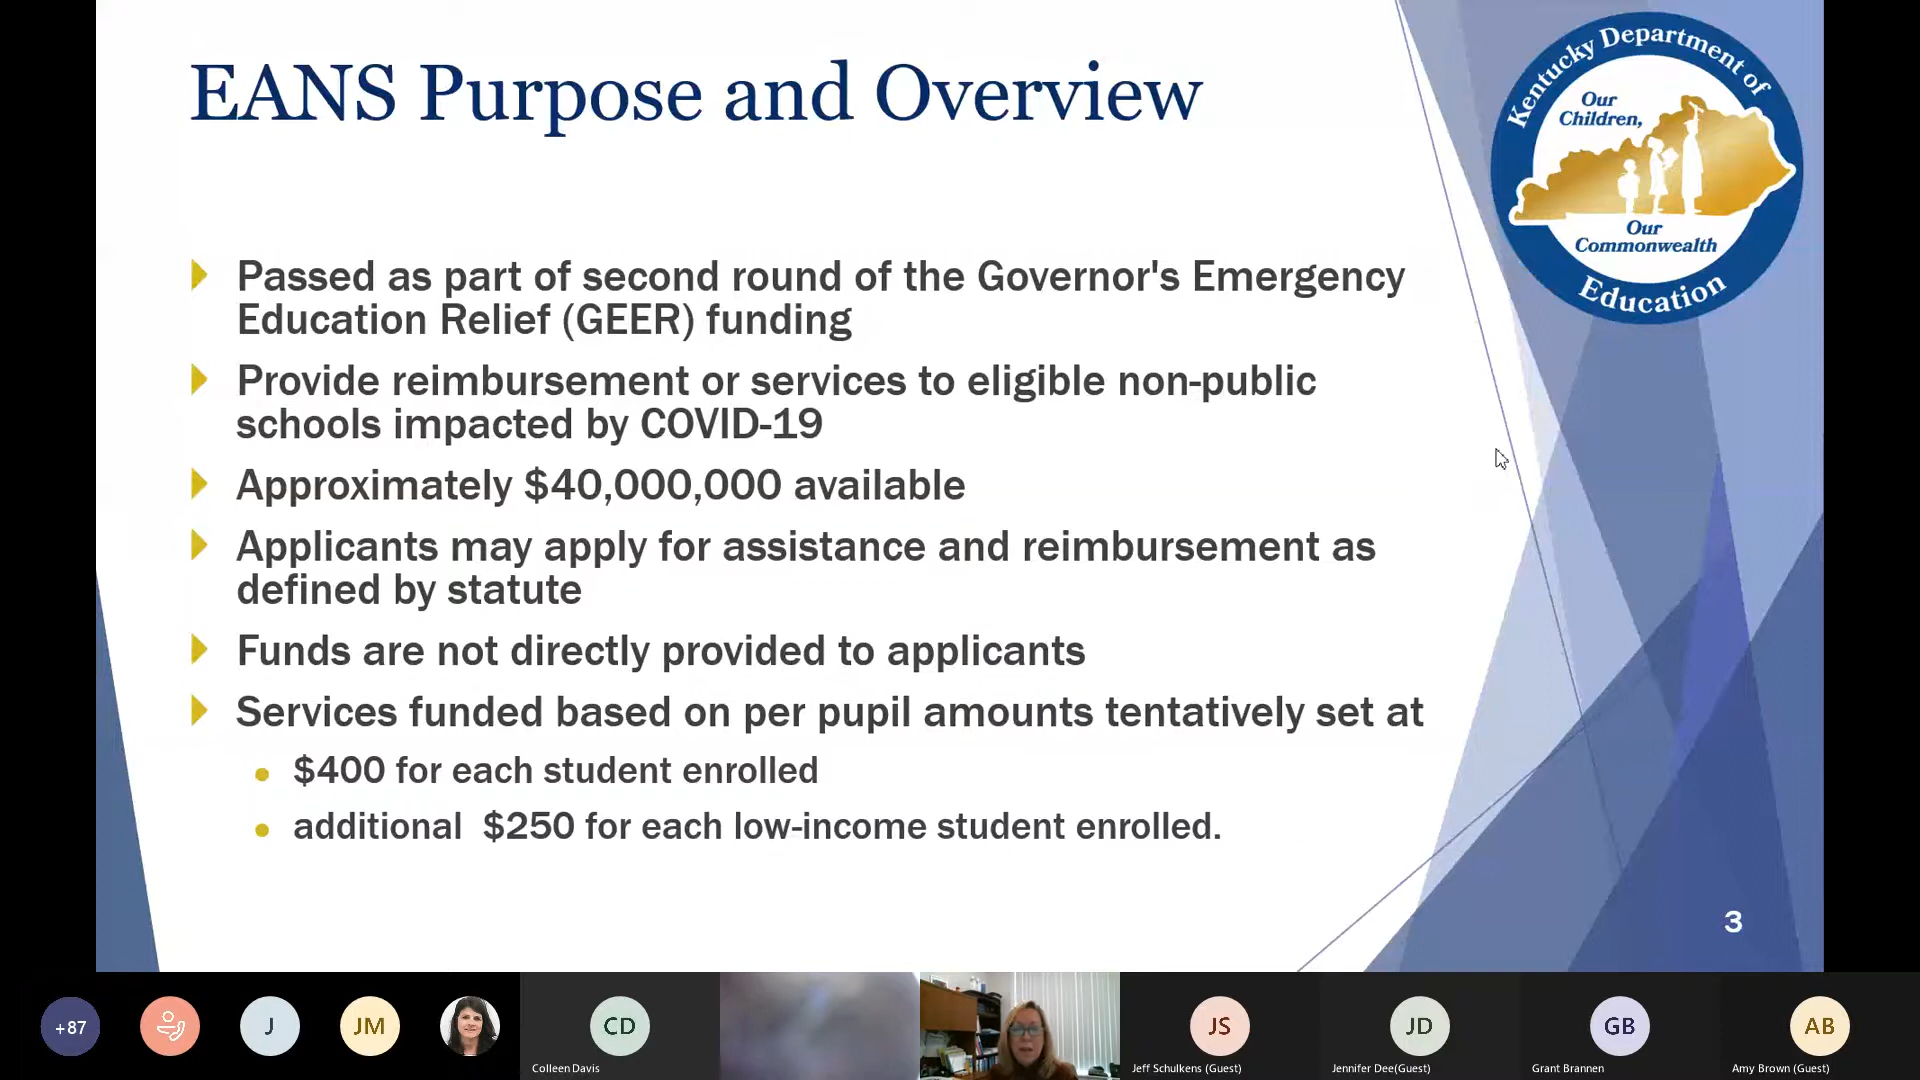 EANS Purpose and Overview
Kentucky Department of
Our
Children,
Our
Commonwealth
Education
Passed as part of second round of the Governor's Emergency
Education Relief (GEER) funding
Provide reimbursement or services to eligible non-public
schools impacted by COVID-19
Approximately $40,000,000 available
Applicants may apply for assistance and reimbursement as
defined by statute
Funds are not directly provided to applicants
Services funded based on per pupil amounts tentatively set at
$400 for each student enrolled
additional $250 for each low-income student enrolled.
3
+87
J
JM
CD
Colleen Davis
JS
Jeff Schulkens (Guest)
JD
Jennifer Dee(Guest)
GB
Grant Brannen
AB
Amy Brown (Guest)